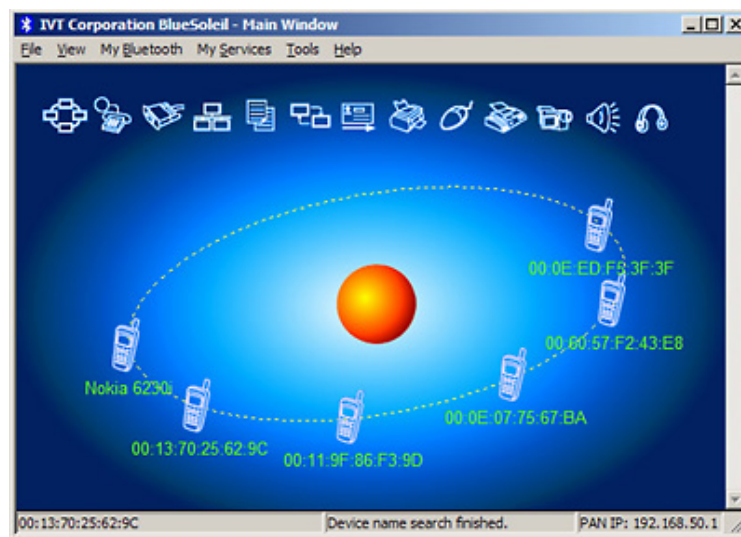 IVT Corporation BlueSoleil - Main Window
File View My Bluetooth My Services Tools Help
00:0E:ED:F5:3F:3F
00:60:57:F2:43:E8
Nokia 6230i
00:0E:07:75:67:BA
00:13:70:25:62:9C
00:11:9F:86:F3:9D
00:13:70:25:62:9C Device name search finished. PAN IP: 192.168.50.1